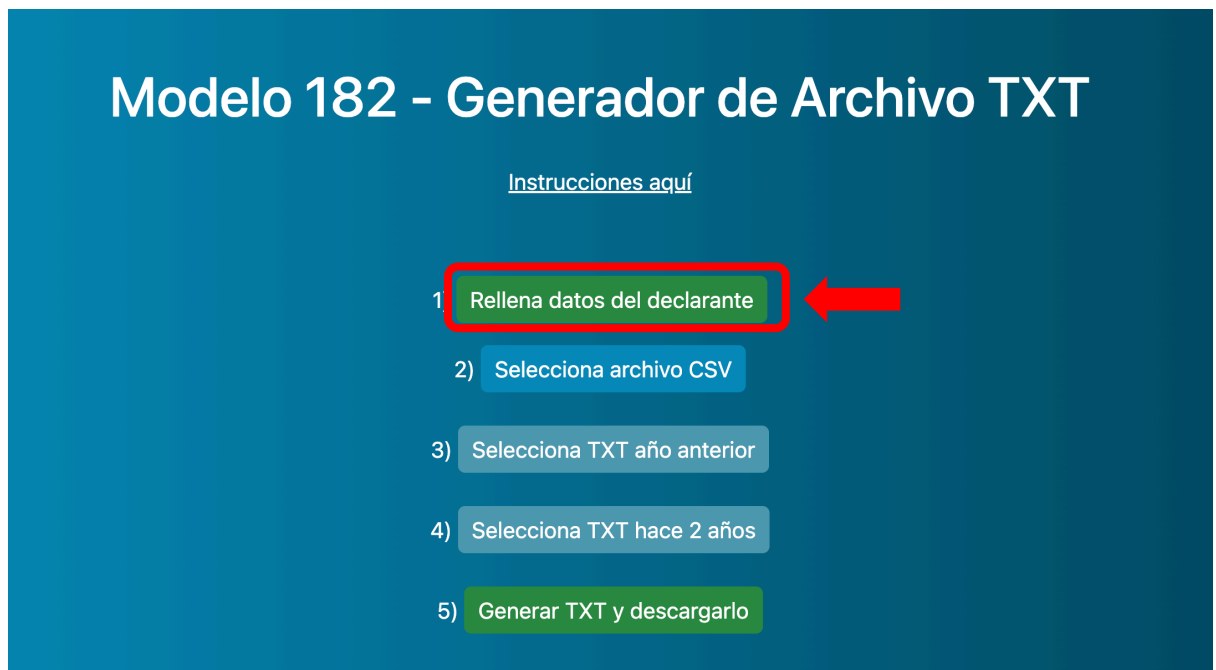 Modelo 182 - Generador de Archivo TXT
Instrucciones aquí
1) Rellena datos del declarante
2) Selecciona archivo CSV
3) Selecciona TXT año anterior
4) Selecciona TXT hace 2 años
5) Generar TXT y descargarlo